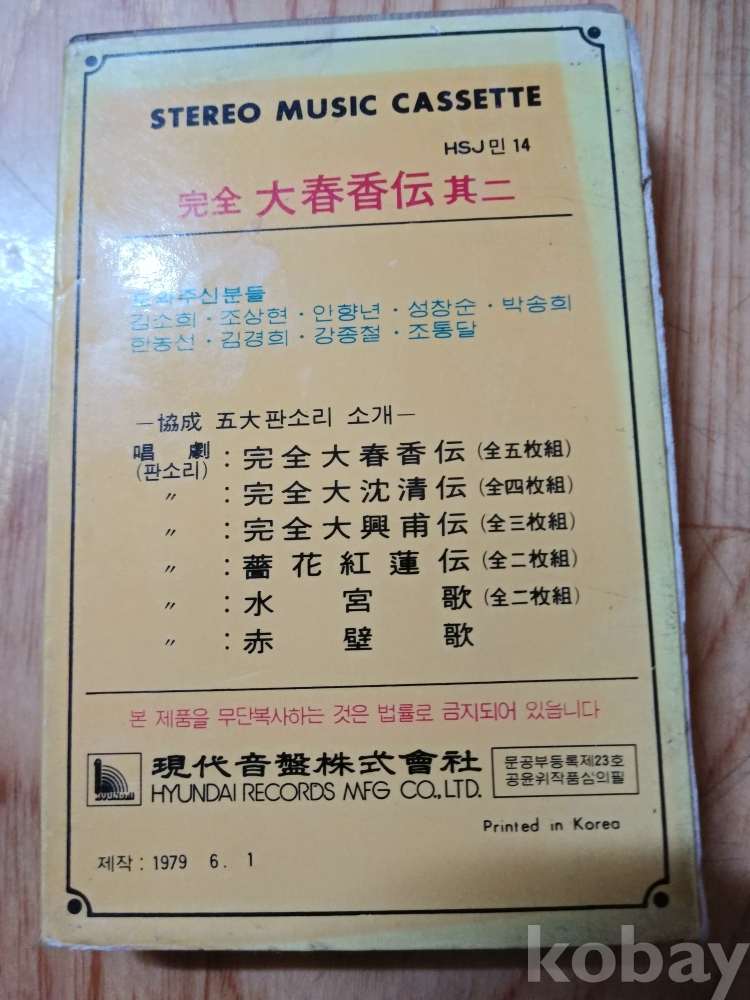 STEREO MUSIC CASSETTE
HSJ민 14
完全 大春香伝 其二
도와주신분들
김소희 · 조상현 · 안향년 · 성창순 · 박송희
한농선 · 김경희 · 강종철 · 조통달
—協成 五大판소리 소개—
唱劇 : 完全大春香伝 (全五枚組)
(판소리)
〃 : 完全大沈清伝 (全四枚組)
〃 : 完全大興甫伝 (全三枚組)
〃 : 薔花紅蓮伝 (全二枚組)
〃 : 水宮歌 (全二枚組)
〃 : 赤壁歌
본 제품을 무단복사하는 것은 법률로 금지되어 있읍니다
現代音盤株式會社
HYUNDAI RECORDS MFG CO., LTD.
HYUNDAI
문공부등록제23호
공윤위작품심의필
Printed in Korea
제작 : 1979 6. 1
kobay